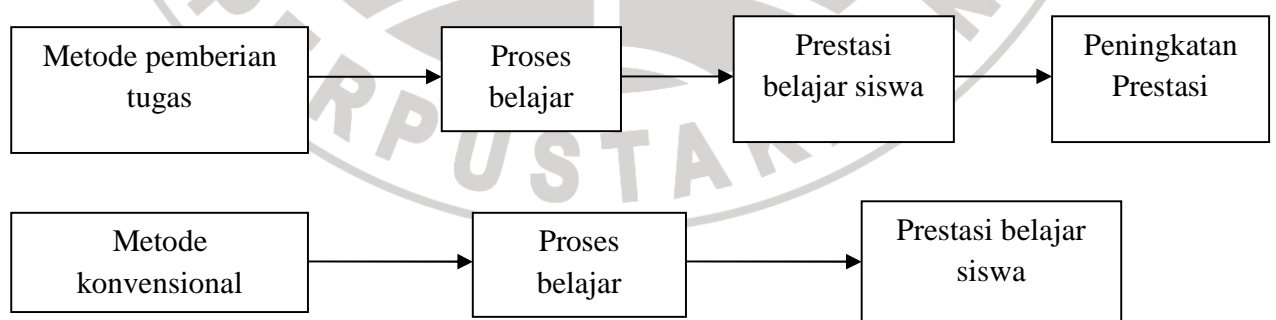 Metode pemberian
tugas
Proses
belajar
Prestasi
belajar siswa
Peningkatan
Prestasi
Metode
konvensional
Proses
belajar
Prestasi belajar
siswa